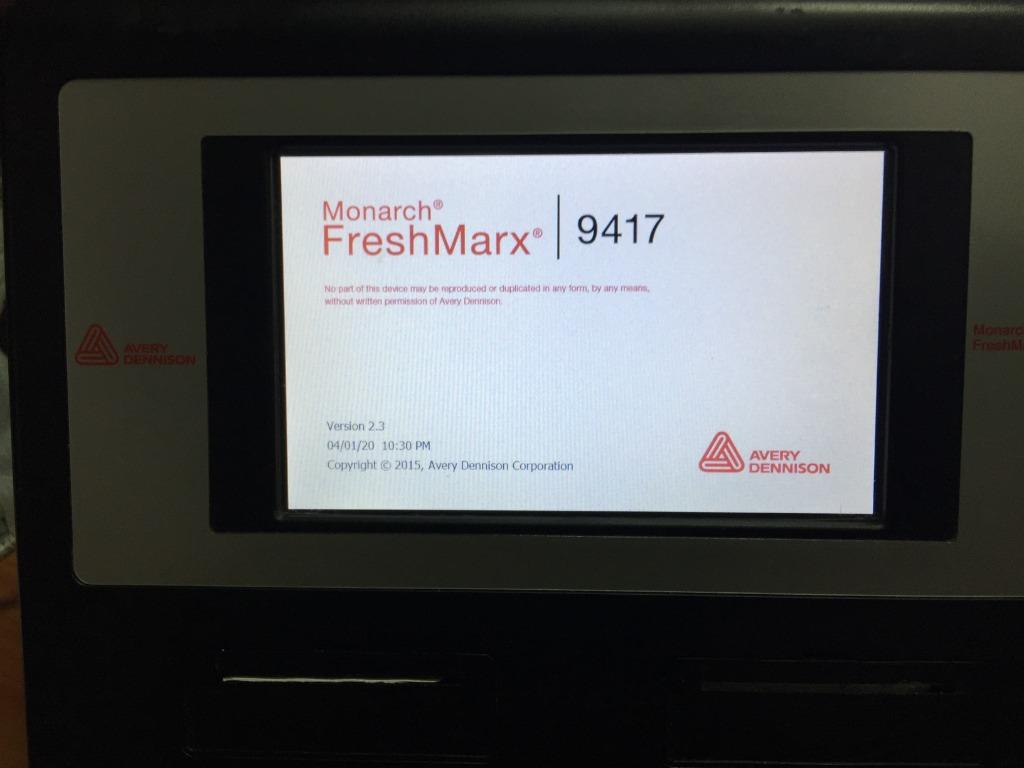 Monarch®
FreshMarx®
9417
No part of this device may be reproduced or duplicated in any form, by any means,
without written permission of Avery Dennison.
AVERY
DENNISON
Monarc
FreshM
Version 2.3
04/01/20 10:30 PM
Copyright © 2015, Avery Dennison Corporation
AVERY
DENNISON